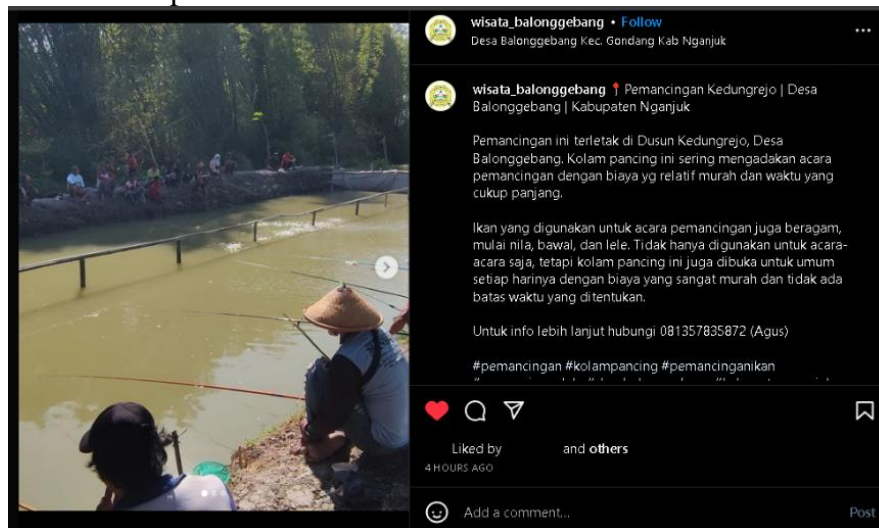 wisata_balonggebang • Follow
Desa Balonggebang Kec. Gondang Kab Nganjuk
wisata_balonggebang Pemancingan Kedungrejo | Desa
Balonggebang | Kabupaten Nganjuk
Pemancingan ini terletak di Dusun Kedungrejo, Desa
Balonggebang. Kolam pancing ini sering mengadakan acara
pemancingan dengan biaya yg relatif murah dan waktu yang
cukup panjang.
Ikan yang digunakan untuk acara pemancingan juga beragam,
mulai nila, bawal, dan lele. Tidak hanya digunakan untuk acara-
acara saja, tetapi kolam pancing ini juga dibuka untuk umum
setiap harinya dengan biaya yang sangat murah dan tidak ada
batas waktu yang ditentukan.
Untuk info lebih lanjut hubungi 081357835872 (Agus)
#pemancingan #kolampancing #pemancinganikan
Liked by and others
4 HOURS AGO
Add a comment... Post